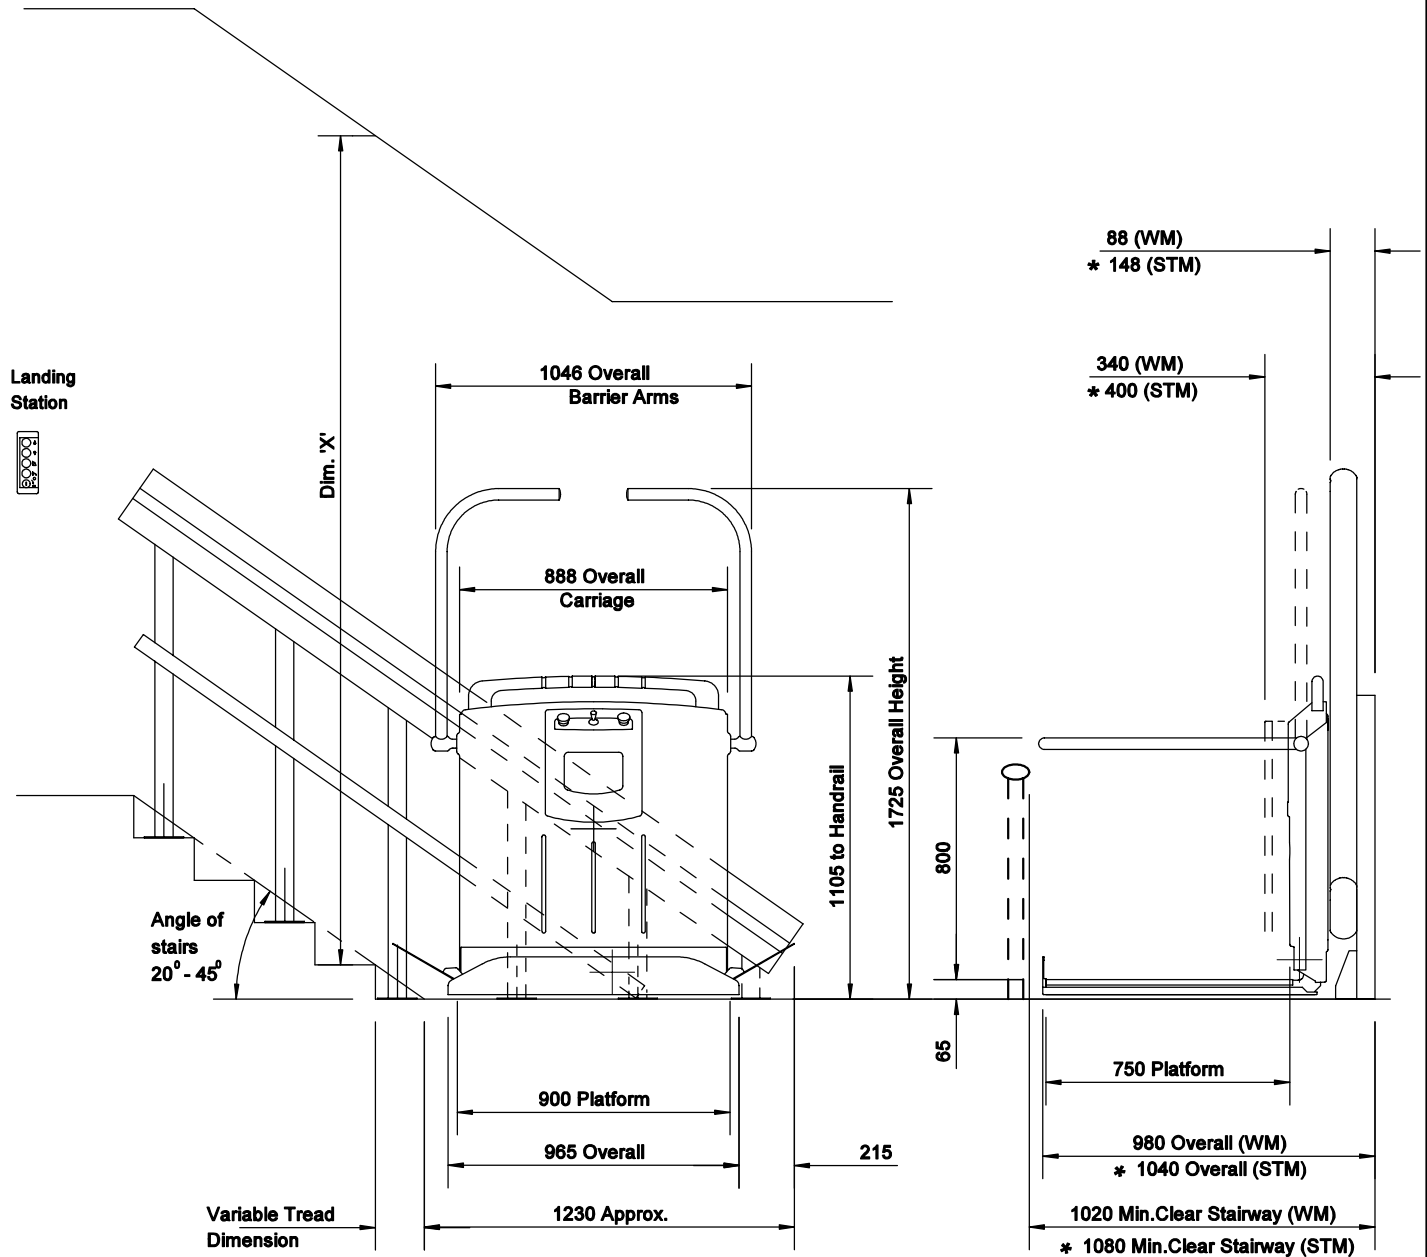 88 (WM)
* 148 (STM)
340 (WM)
* 400 (STM)
Landing
Station
1046 Overall
Barrier Arms
Dim. 'X'
888 Overall
Carriage
1725 Overall Height
1105 to Handrail
800
Angle of
stairs
20° - 45°
65
750 Platform
900 Platform
965 Overall
215
980 Overall (WM)
* 1040 Overall (STM)
Variable Tread
Dimension
1230 Approx.
1020 Min.Clear Stairway (WM)
* 1080 Min.Clear Stairway (STM)